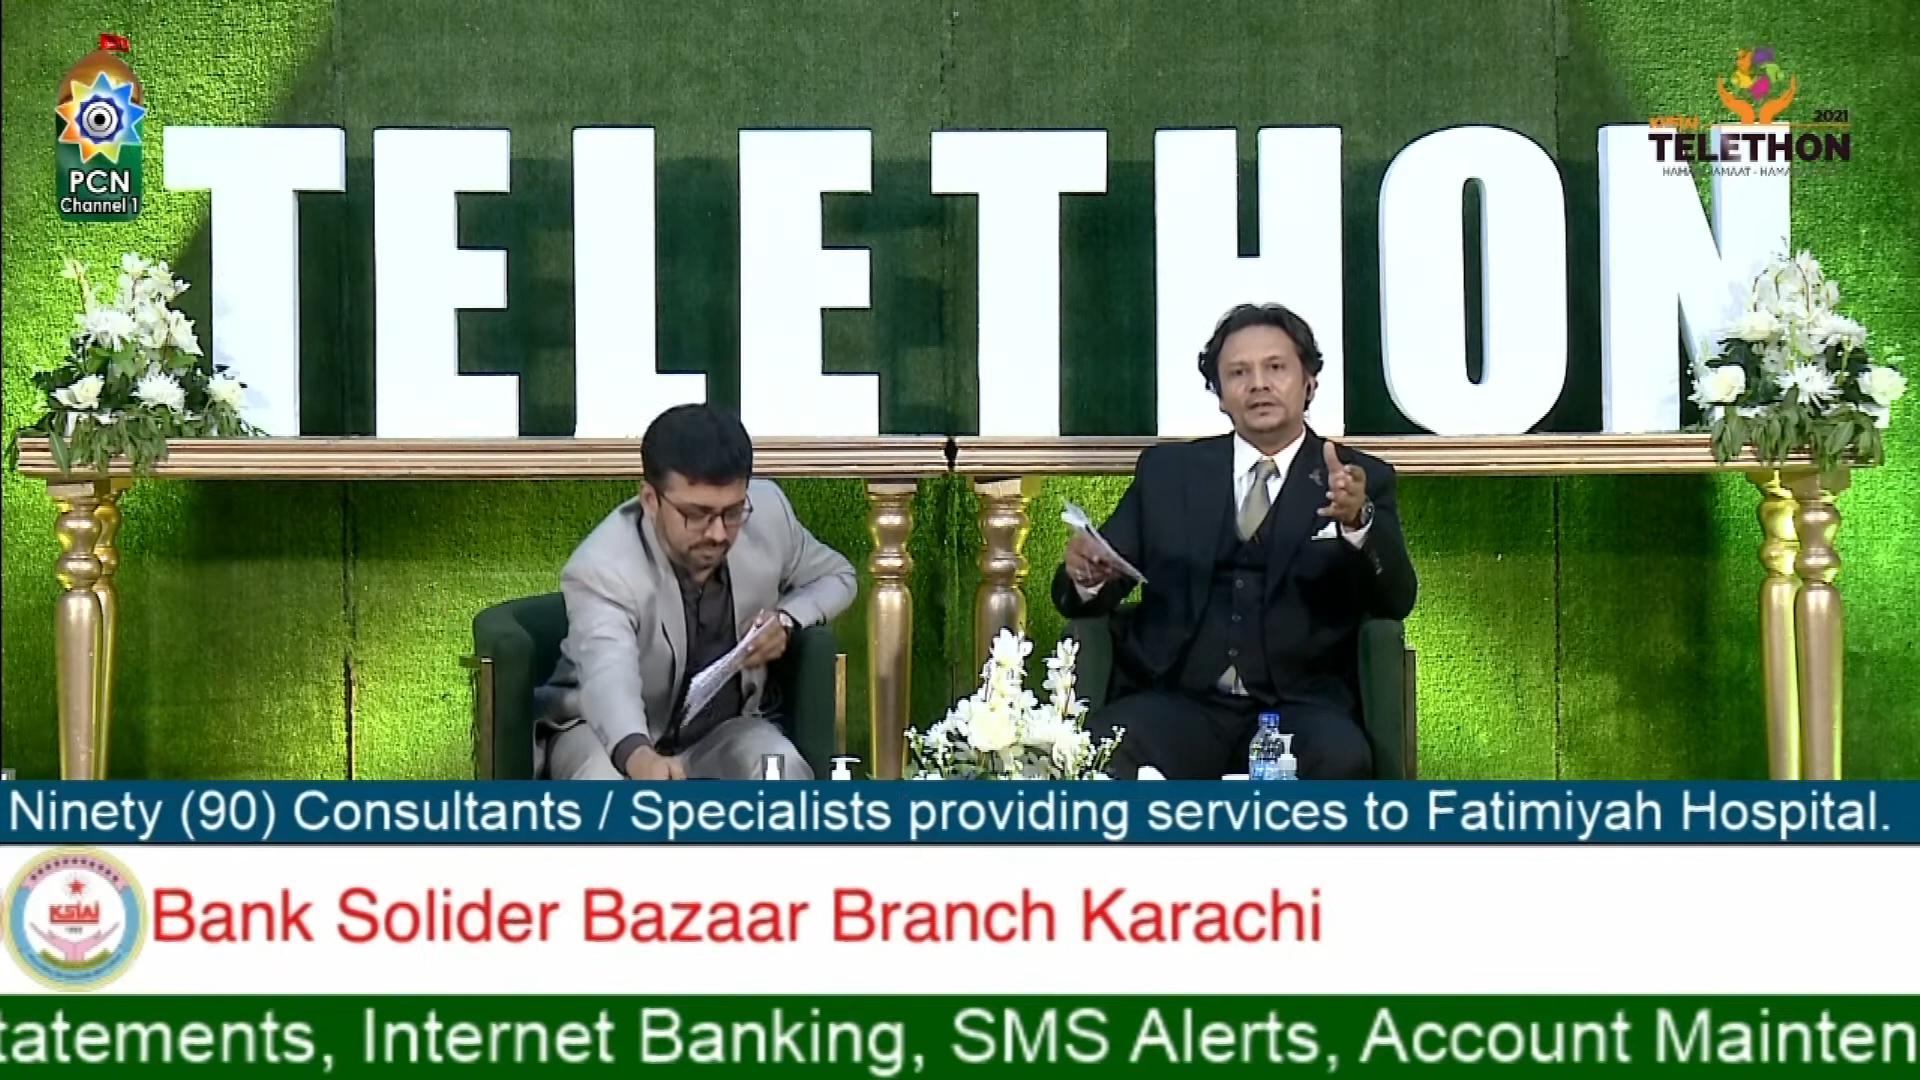 PCN
Channel 1
TELETHON
2021
TELETHON
Ninety (90) Consultants / Specialists providing services to Fatimiyah Hospital.
KSIAJ
Bank Solider Bazaar Branch Karachi
tatements, Internet Banking, SMS Alerts, Account Mainten